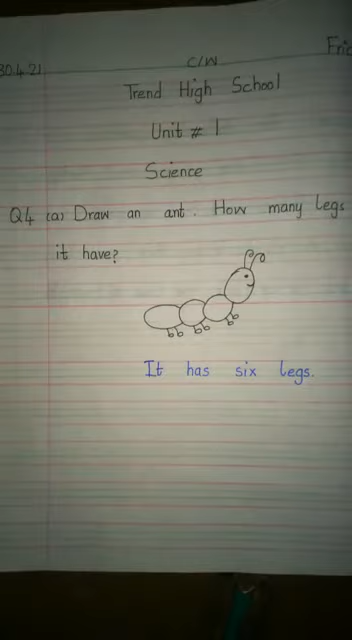 30.4.21 C/W Fri
Trend High School
Unit # 1
Science
Q4 (a) Draw an ant. How many legs
it have?
It has six legs.